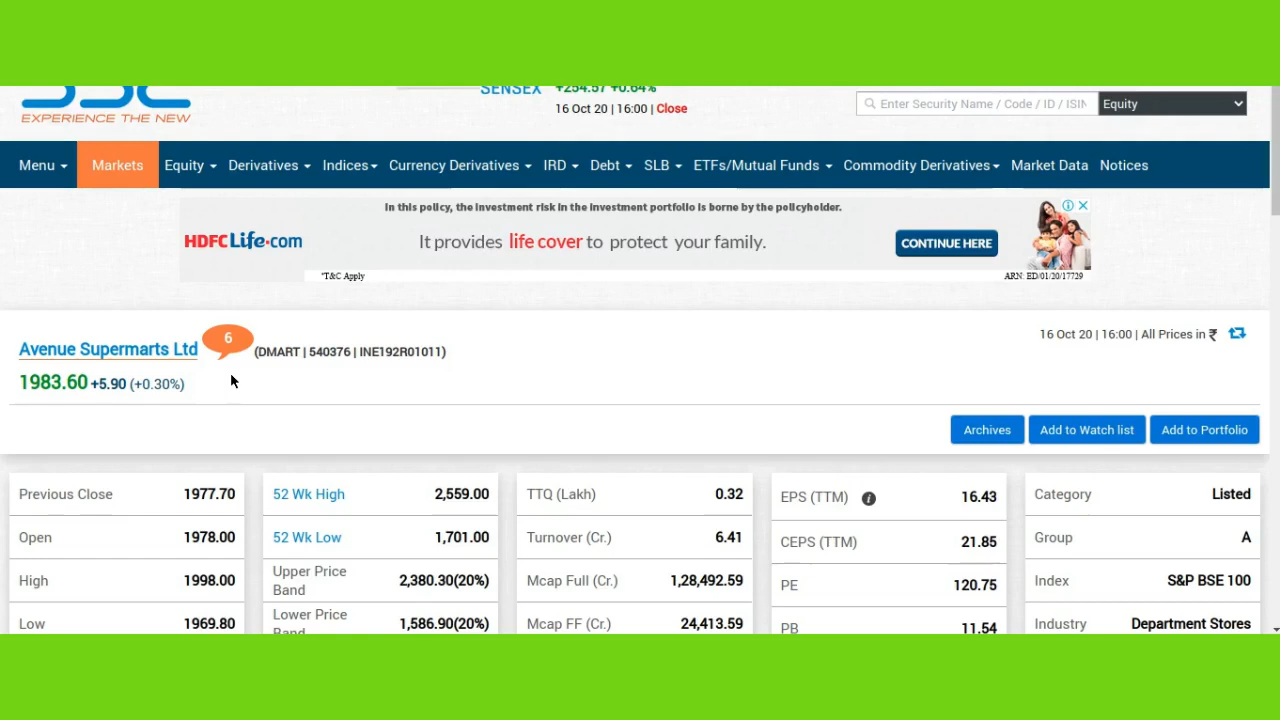 SENSEX
+254.57 +0.64%
EXPERIENCE THE NEW
16 Oct 20 | 16:00 | Close
Enter Security Name / Code / ID / ISIN
Equity
Menu
Markets
Equity
Derivatives
Indices
Currency Derivatives
IRD
Debt
SLB
ETFs/Mutual Funds
Commodity Derivatives
Market Data
Notices
In this policy, the investment risk in the investment portfolio is borne by the policyholder.
HDFC Life.com
It provides life cover to protect your family.
CONTINUE HERE
*T&C Apply
ARN: ED/01/20/17729
Avenue Supermarts Ltd
6
(DMART | 540376 | INE192R01011)
16 Oct 20 | 16:00 | All Prices in ₹
1983.60 +5.90 (+0.30%)
Archives
Add to Watch list
Add to Portfolio
Previous Close 1977.70
Open 1978.00
High 1998.00
Low 1969.80
52 Wk High 2,559.00
52 Wk Low 1,701.00
Upper Price
Band 2,380.30(20%)
Lower Price
Band 1,586.90(20%)
TTQ (Lakh) 0.32
Turnover (Cr.) 6.41
Mcap Full (Cr.) 1,28,492.59
Mcap FF (Cr.) 24,413.59
EPS (TTM) 16.43
CEPS (TTM) 21.85
PE 120.75
PB 11.54
Category Listed
Group A
Index S&P BSE 100
Industry Department Stores